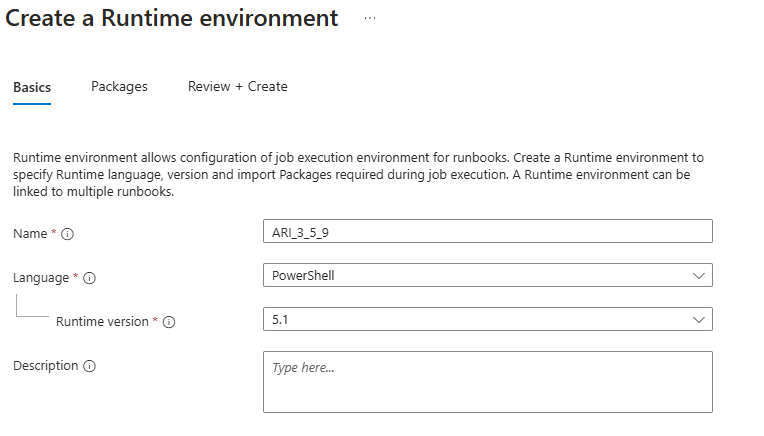 Create a Runtime environment ...
Basics Packages Review + Create
Runtime environment allows configuration of job execution environment for runbooks. Create a Runtime environment to
specify Runtime language, version and import Packages required during job execution. A Runtime environment can be
linked to multiple runbooks.
Name * ARI_3_5_9
Language * PowerShell
Runtime version * 5.1
Description Type here...